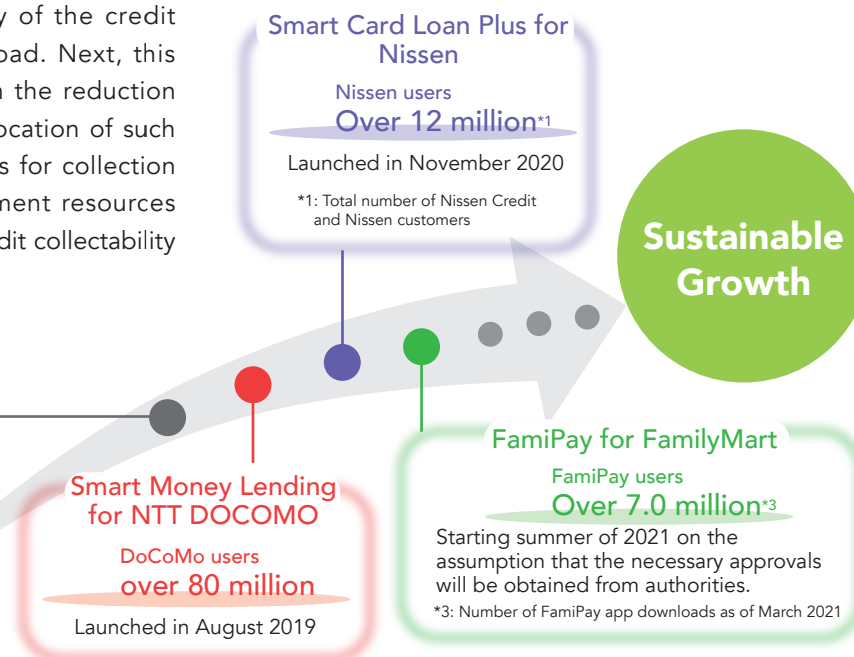 y of the credit
oad. Next, this
the reduction
ocation of such
s for collection
ment resources
dit collectability
Smart Card Loan Plus for
Nissen
Nissen users
Over 12 million*1
Launched in November 2020
*1: Total number of Nissen Credit
and Nissen customers
Sustainable
Growth
Smart Money Lending
for NTT DOCOMO
DoCoMo users
over 80 million
Launched in August 2019
FamiPay for FamilyMart
FamiPay users
Over 7.0 million*3
Starting summer of 2021 on the
assumption that the necessary approvals
will be obtained from authorities.
*3: Number of FamiPay app downloads as of March 2021